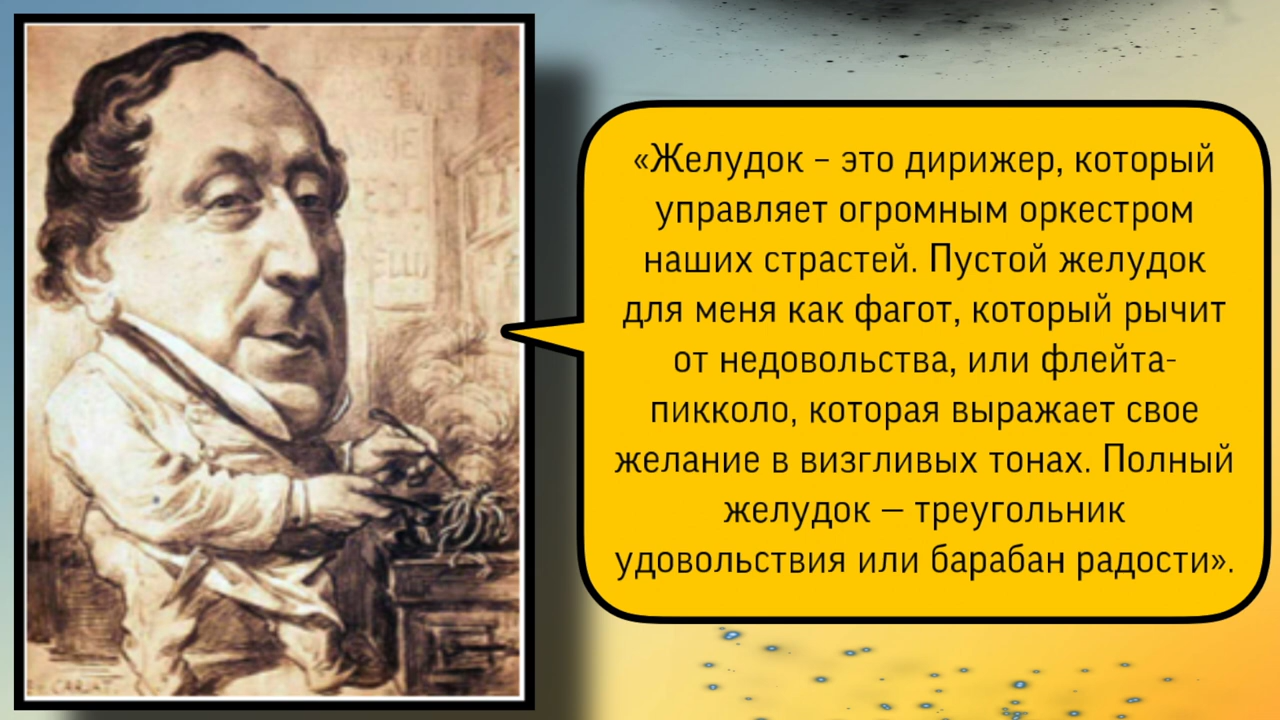 «Желудок – это дирижер, который
управляет огромным оркестром
наших страстей. Пустой желудок
для меня как фагот, который рычит
от недовольства, или флейта-
пикколо, которая выражает свое
желание в визгливых тонах. Полный
желудок — треугольник
удовольствия или барабан радости».